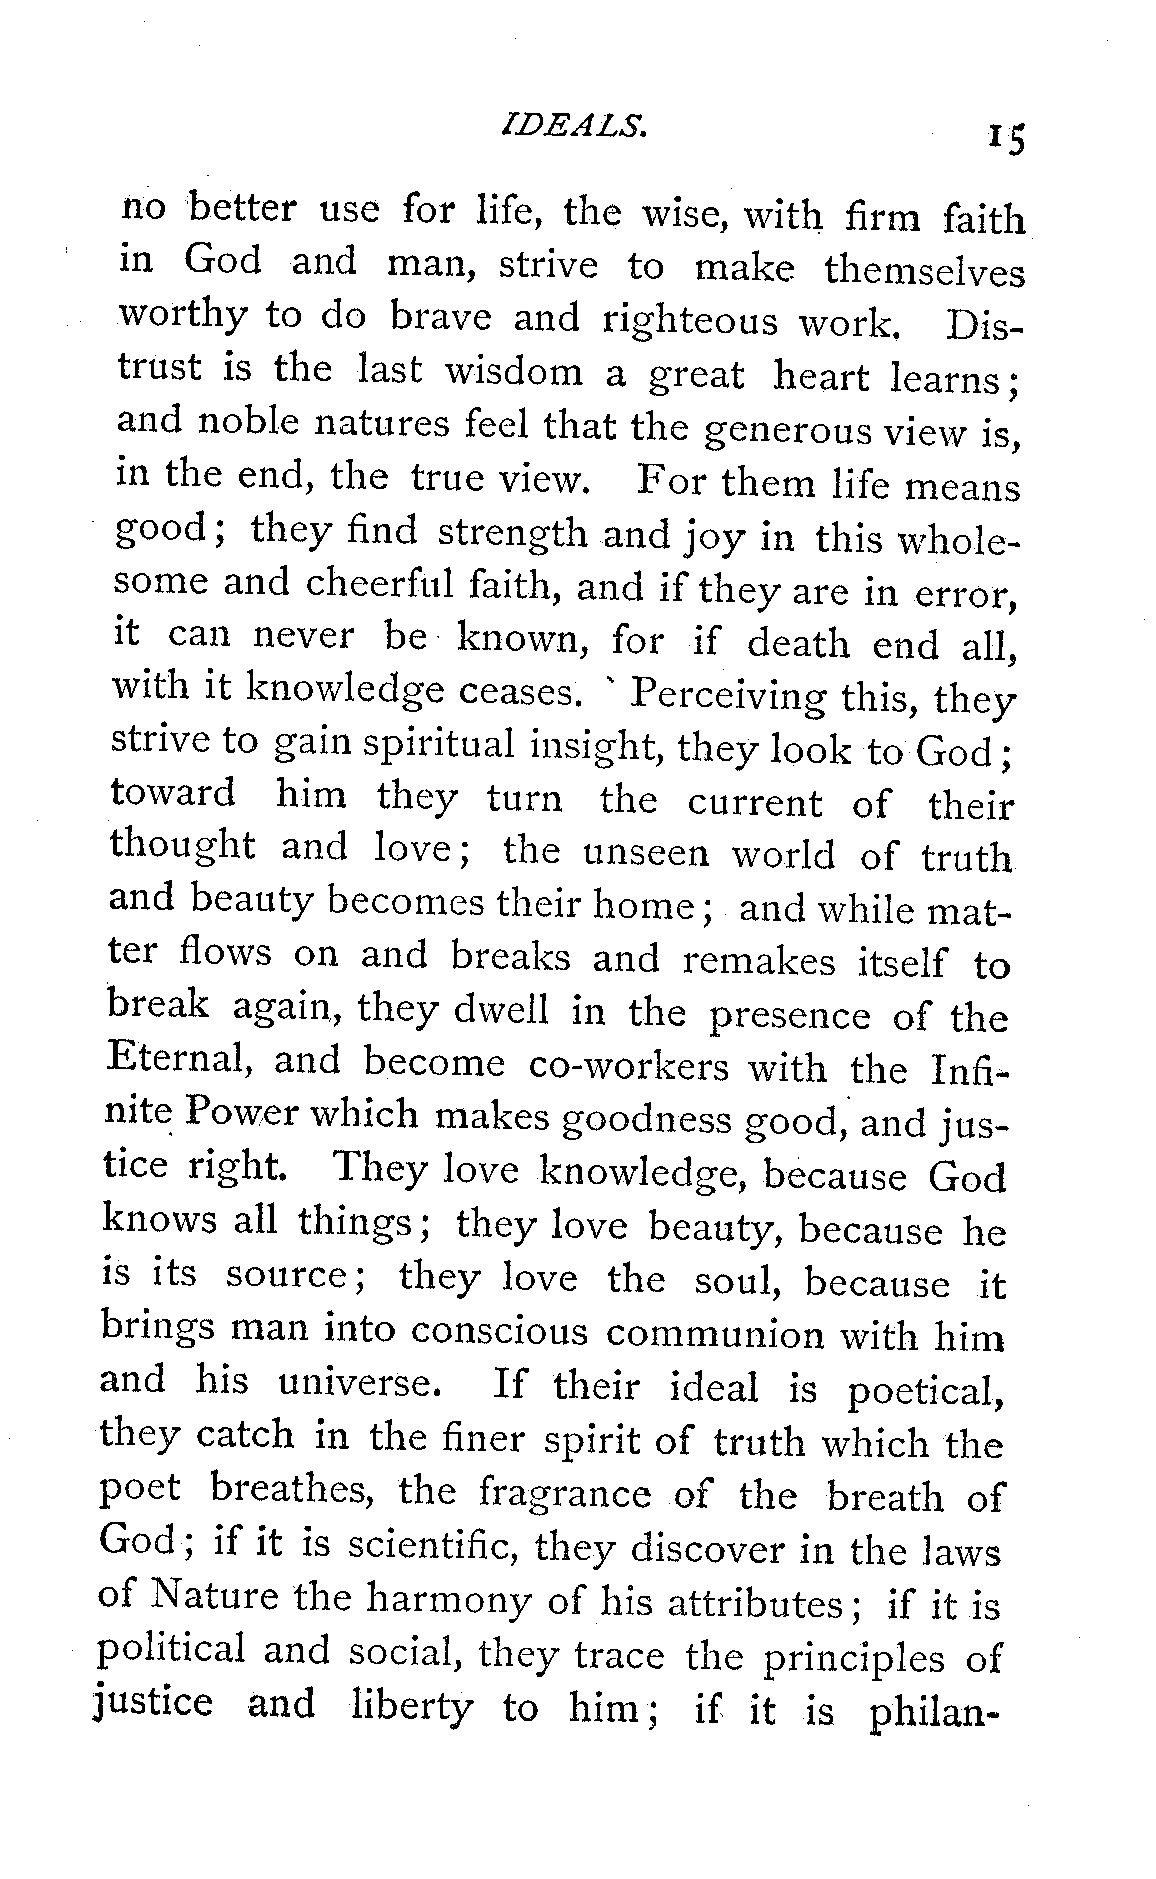 IDEALS. 15
no better use for life, the wise, with firm faith
in God and man, strive to make themselves
worthy to do brave and righteous work. Dis-
trust is the last wisdom a great heart learns;
and noble natures feel that the generous view is,
in the end, the true view. For them life means
good; they find strength and joy in this whole-
some and cheerful faith, and if they are in error,
it can never be known, for if death end all,
with it knowledge ceases. Perceiving this, they
strive to gain spiritual insight, they look to God;
toward him they turn the current of their
thought and love; the unseen world of truth
and beauty becomes their home; and while mat-
ter flows on and breaks and remakes itself to
break again, they dwell in the presence of the
Eternal, and become co-workers with the Infi-
nite Power which makes goodness good, and jus-
tice right. They love knowledge, because God
knows all things; they love beauty, because he
is its source; they love the soul, because it
brings man into conscious communion with him
and his universe. If their ideal is poetical,
they catch in the finer spirit of truth which the
poet breathes, the fragrance of the breath of
God; if it is scientific, they discover in the laws
of Nature the harmony of his attributes; if it is
political and social, they trace the principles of
justice and liberty to him; if it is philan-